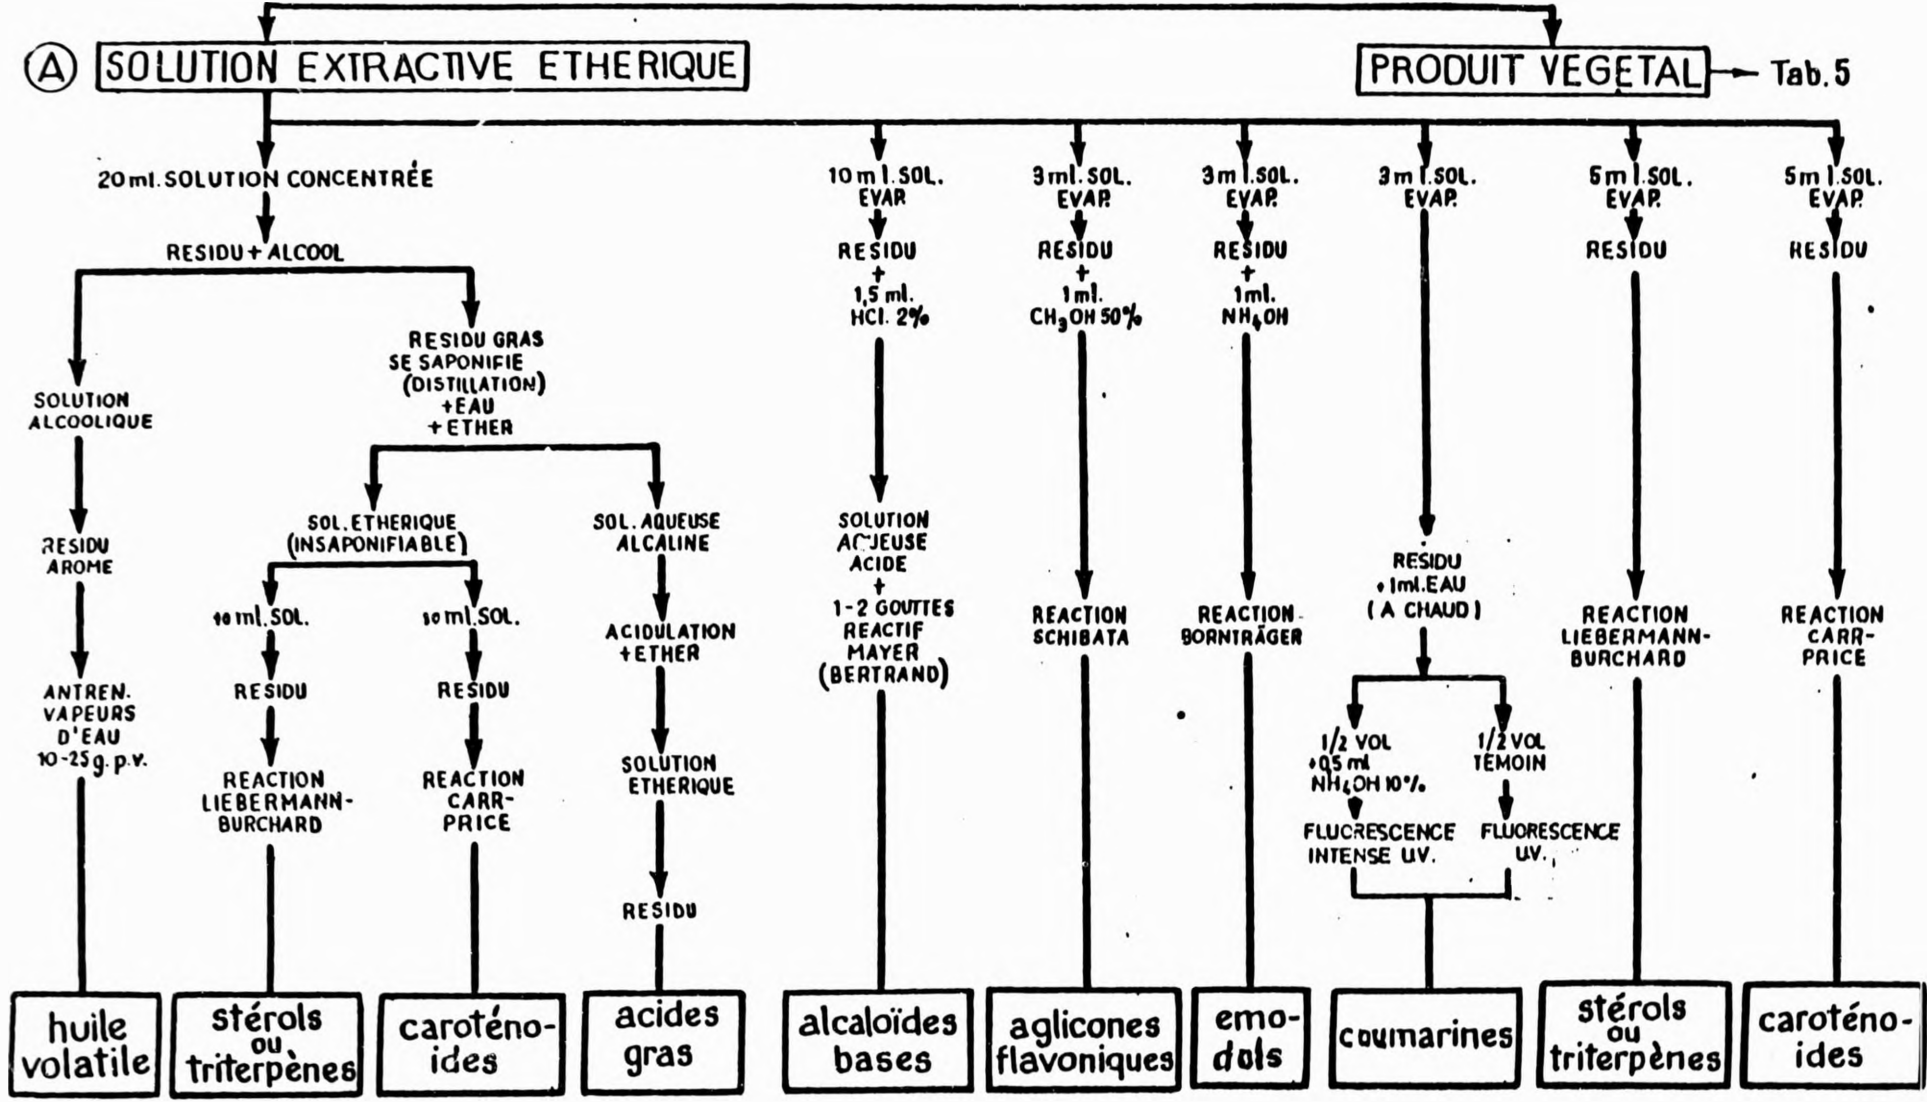 A
SOLUTION EXTRACTIVE ETHERIQUE
PRODUIT VEGETAL
Tab.5
20 ml. SOLUTION CONCENTRÉE
RESIDU + ALCOOL
SOLUTION
ALCOOLIQUE
RESIDU
AROME
ANTREN.
VAPEURS
D'EAU
10-25 g. p.v.
huile
volatile
RESIDU GRAS
SE SAPONIFIE
(DISTILLATION)
+EAU
+ ETHER
SOL. ETHERIQUE
(INSAPONIFIABLE)
10 ml. SOL.
RESIDU
REACTION
LIEBERMANN-
BURCHARD
stérols
ou
triterpènes
10 ml. SOL.
RESIDU
REACTION
CARR-
PRICE
caroténo-
ides
SOL. AQUEUSE
ALCALINE
ACIDULATION
+ETHER
SOLUTION
ETHERIQUE
RESIDU
acides
gras
10 ml. SOL.
EVAP.
RESIDU
+
1,5 ml.
HCl. 2%
SOLUTION
AQUEUSE
ACIDE
+
1-2 GOUTTES
REACTIF
MAYER
(BERTRAND)
alcaloïdes
bases
3 ml. SOL.
EVAP.
RESIDU
+
1 ml.
CH3OH 50%
REACTION
SCHIBATA
aglicones
flavoniques
3 ml. SOL.
EVAP.
RESIDU
+
1 ml.
NH4OH
REACTION
BORNTRÄGER
emo-
dols
3 ml. SOL.
EVAP.
RESIDU
+ 1 ml. EAU
(A CHAUD)
1/2 VOL
+0,5 ml
NH4OH 10%
FLUORESCENCE
INTENSE U.V.
1/2 VOL
TÉMOIN
FLUORESCENCE
U.V.
coumarines
5 ml. SOL.
EVAP.
RESIDU
REACTION
LIEBERMANN-
BURCHARD
stérols
ou
triterpènes
5 ml. SOL.
EVAP.
RESIDU
REACTION
CARR-
PRICE
caroténo-
ides